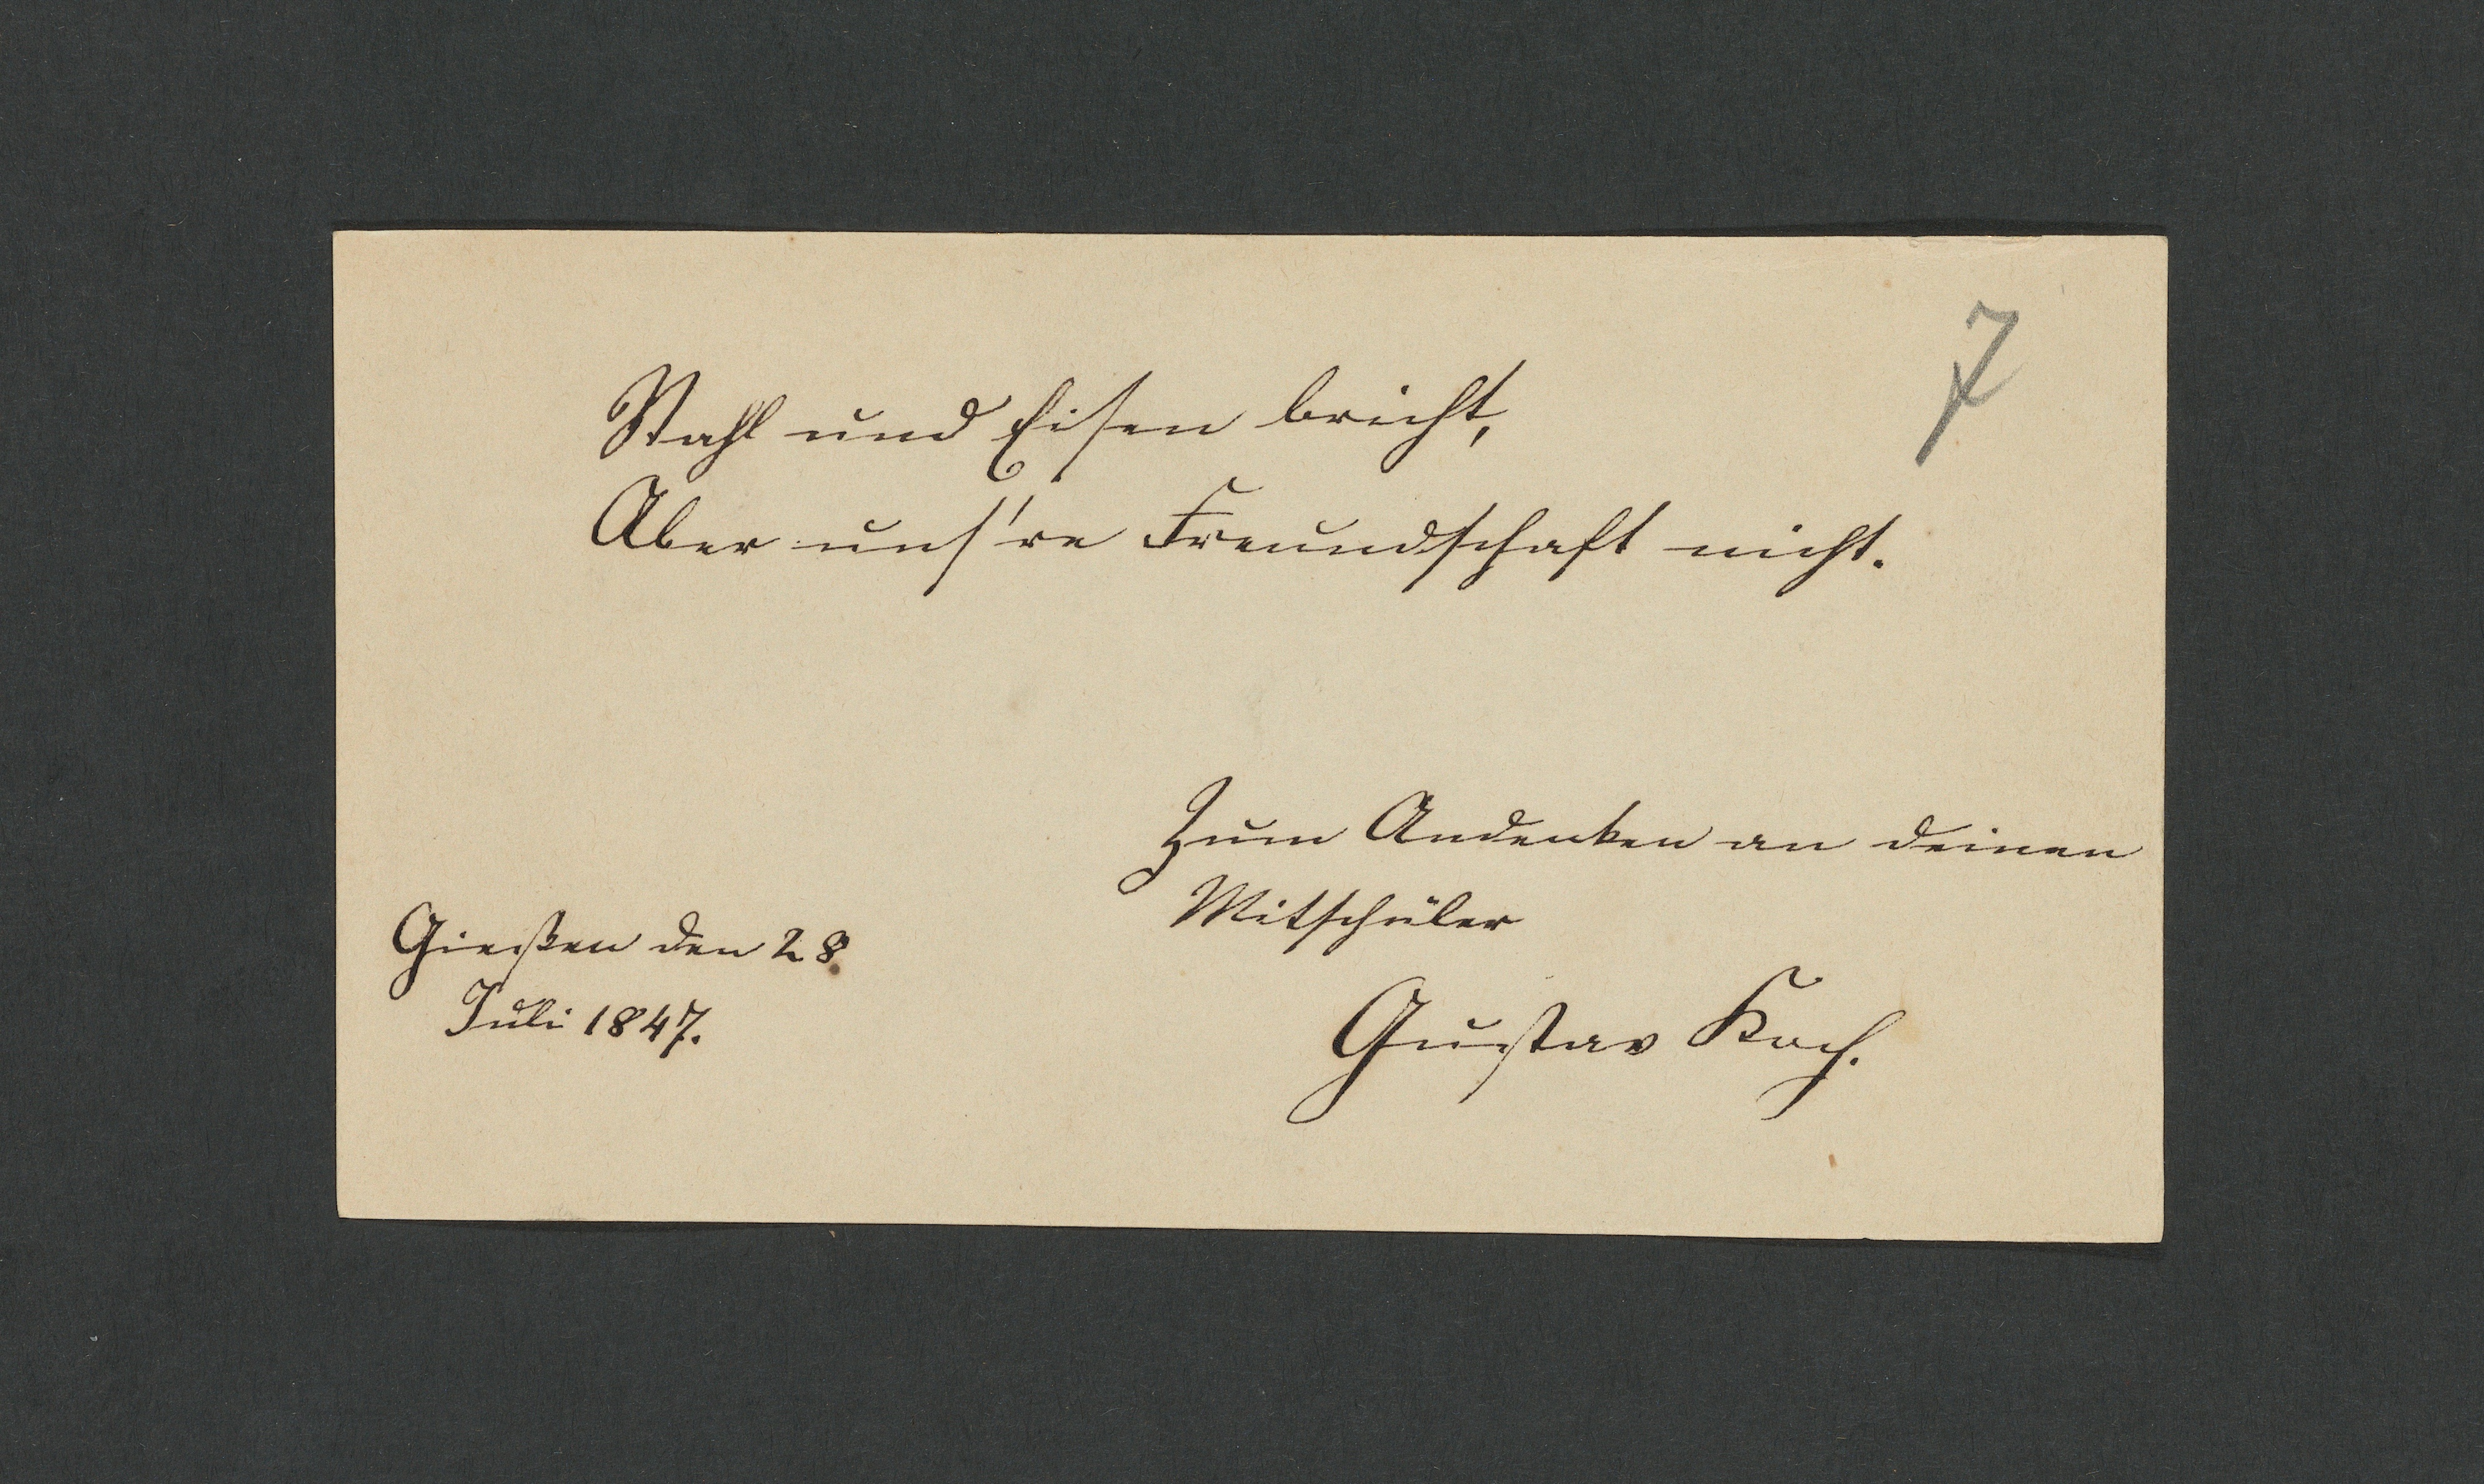 7
Stahl und Eisen bricht,
Aber uns're Freundschaft nicht.
Zum Andenken an deinen
Mitschüler
Gustav Koch.
Gießen den 28
Juli 1847.